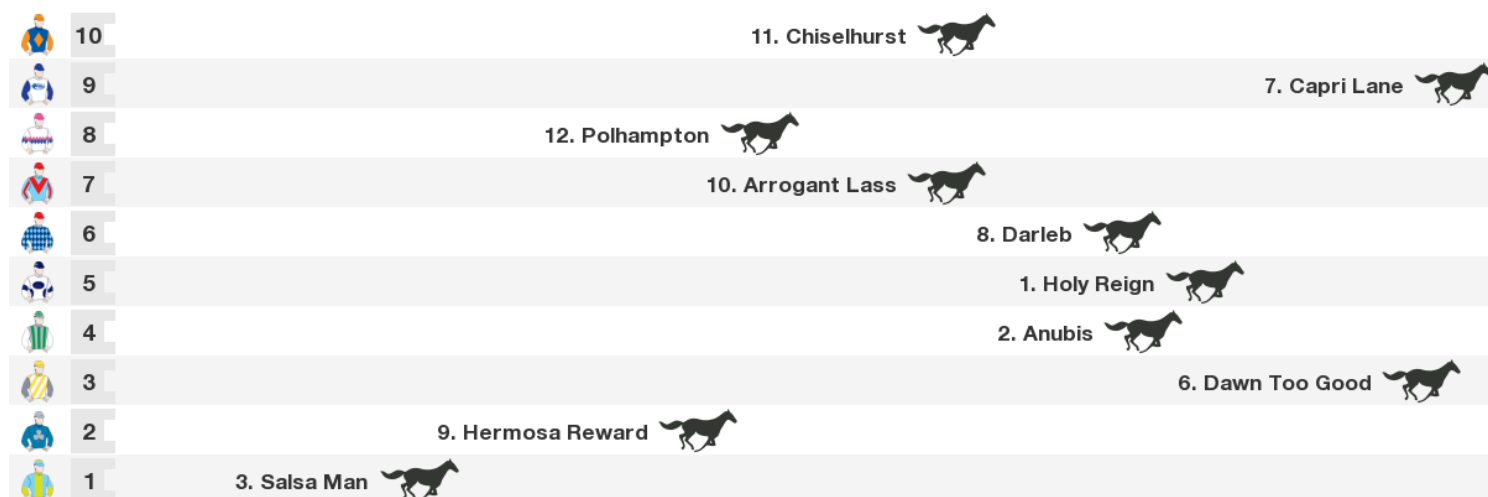 10 11. Chiselhurst
9 7. Capri Lane
8 12. Polhampton
7 10. Arrogant Lass
6 8. Darleb
5 1. Holy Reign
4 2. Anubis
3 6. Dawn Too Good
2 9. Hermosa Reward
1 3. Salsa Man